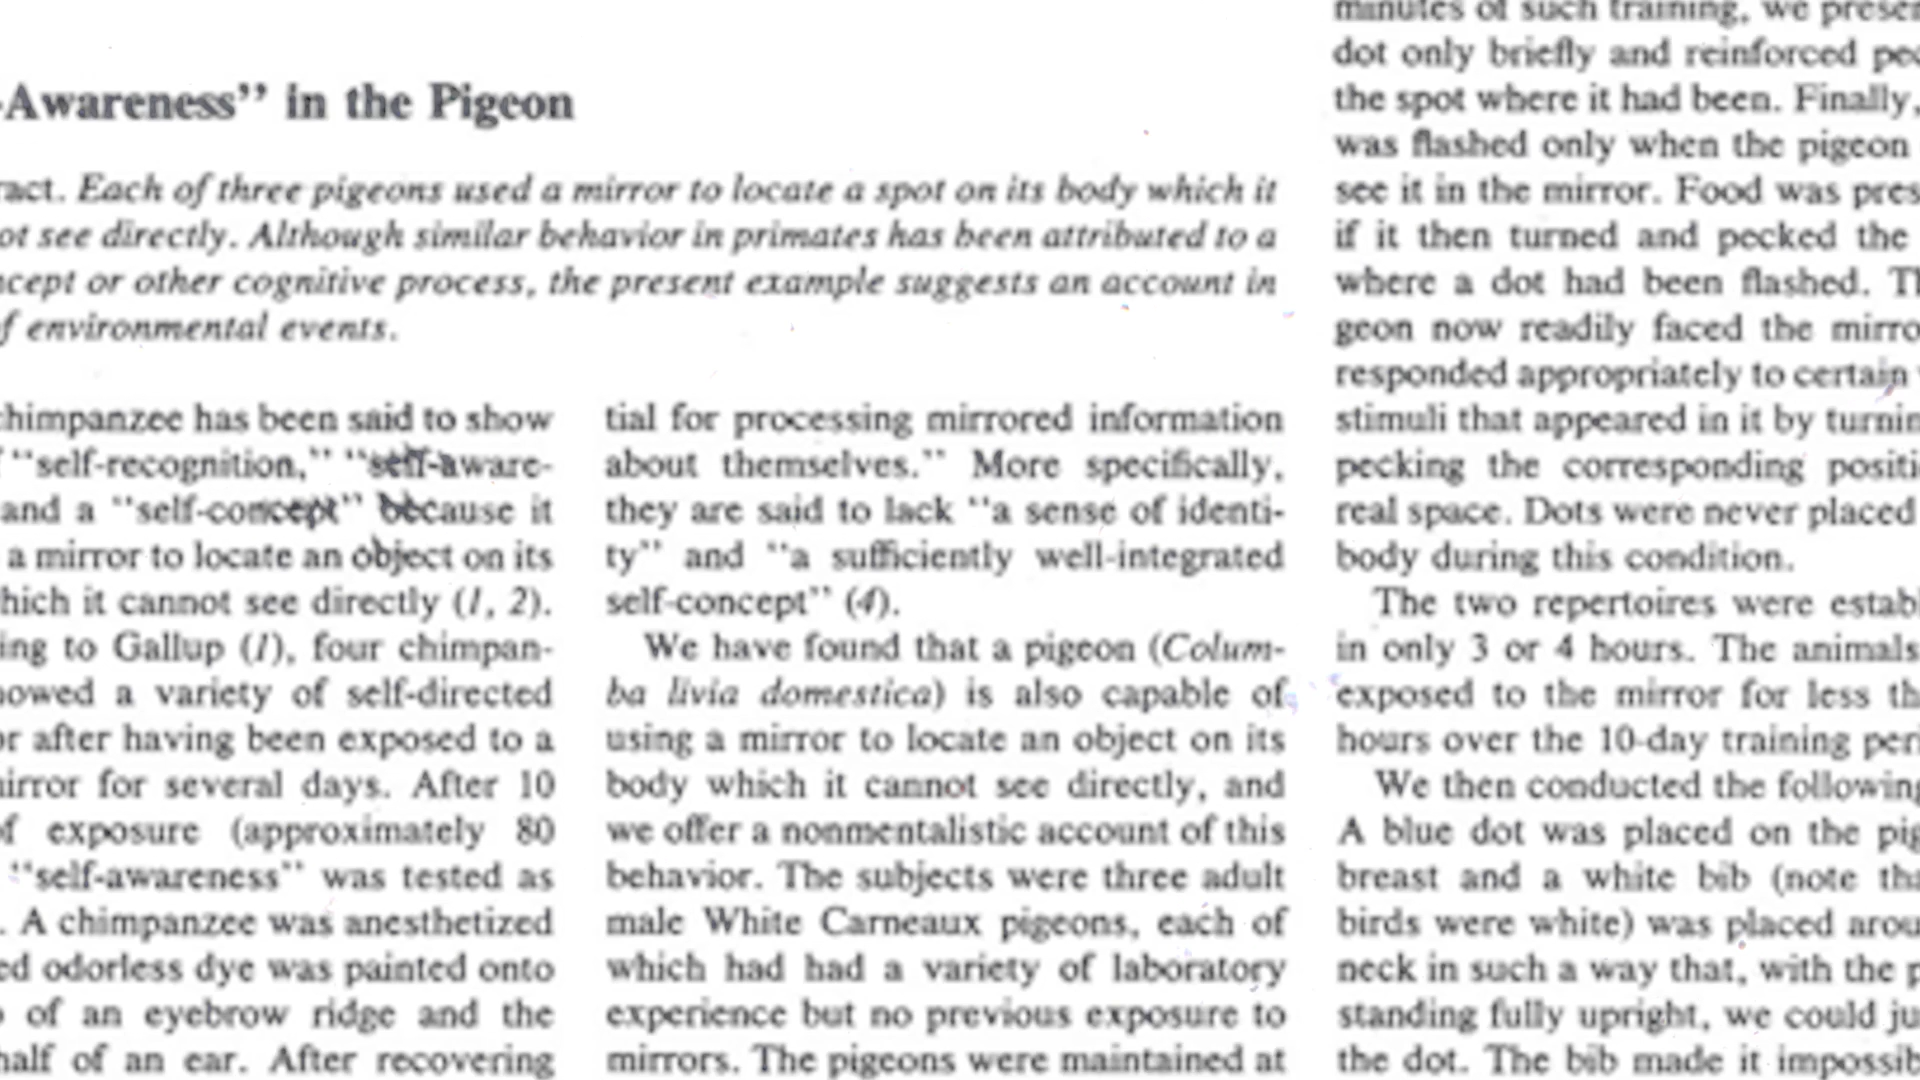 -Awareness" in the Pigeon
ract. Each of three pigeons used a mirror to locate a spot on its body which it
ot see directly. Although similar behavior in primates has been attributed to a
ncept or other cognitive process, the present example suggests an account in
f environmental events.
chimpanzee has been said to show
"self-recognition," "self-aware-
and a "self-concept" because it
a mirror to locate an object on its
hich it cannot see directly (1, 2).
ing to Gallup (1), four chimpan-
howed a variety of self-directed
or after having been exposed to a
mirror for several days. After 10
of exposure (approximately 80
"self-awareness" was tested as
. A chimpanzee was anesthetized
ed odorless dye was painted onto
of an eyebrow ridge and the
half of an ear. After recovering
tial for processing mirrored information
about themselves." More specifically,
they are said to lack "a sense of identi-
ty" and "a sufficiently well-integrated
self-concept" (4).
We have found that a pigeon (Colum-
ba livia domestica) is also capable of
using a mirror to locate an object on its
body which it cannot see directly, and
we offer a nonmentalistic account of this
behavior. The subjects were three adult
male White Carneaux pigeons, each of
which had had a variety of laboratory
experience but no previous exposure to
mirrors. The pigeons were maintained at
minutes of such training, we presen
dot only briefly and reinforced pec
the spot where it had been. Finally,
was flashed only when the pigeon
see it in the mirror. Food was pres
if it then turned and pecked the
where a dot had been flashed. Th
geon now readily faced the mirro
responded appropriately to certain
stimuli that appeared in it by turnin
pecking the corresponding positi
real space. Dots were never placed
body during this condition.
The two repertoires were establ
in only 3 or 4 hours. The animals
exposed to the mirror for less th
hours over the 10-day training peri
We then conducted the following
A blue dot was placed on the pig
breast and a white bib (note tha
birds were white) was placed arou
neck in such a way that, with the p
standing fully upright, we could ju
the dot. The bib made it impossib